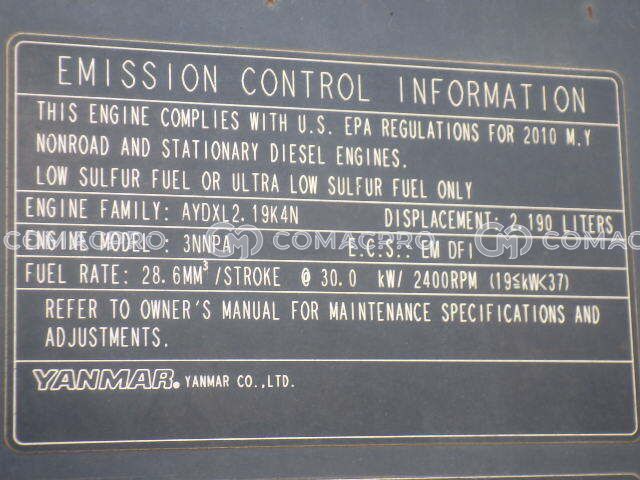 EMISSION CONTROL INFORMATION
THIS ENGINE COMPLIES WITH U.S. EPA REGULATIONS FOR 2010 M.Y
NONROAD AND STATIONARY DIESEL ENGINES.
LOW SULFUR FUEL OR ULTRA LOW SULFUR FUEL ONLY
ENGINE FAMILY: AYDXL2.19K4N DISPLACEMENT: 2.190 LITERS
ENGINE MODEL : 3NNPA E.C.S.: EM DFI
COMACPRO COMACPRO COMACPRO
FUEL RATE: 28.6MM³/STROKE @ 30.0 kW/ 2400RPM (19≤kW<37)
REFER TO OWNER'S MANUAL FOR MAINTENANCE SPECIFICATIONS AND
ADJUSTMENTS.
YANMAR. YANMAR CO.,LTD.